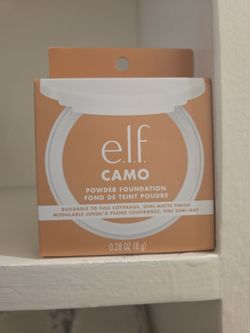 e.l.f.
CAMO
POWDER FOUNDATION
FOND DE TEINT POUDRE
BUILDABLE TO FULL COVERAGE, SEMI-MATTE FINISH
MODULABLE JUSQU'À PLEINE COUVRANCE, FINI SEMI-MAT
0.28 OZ (8 g)